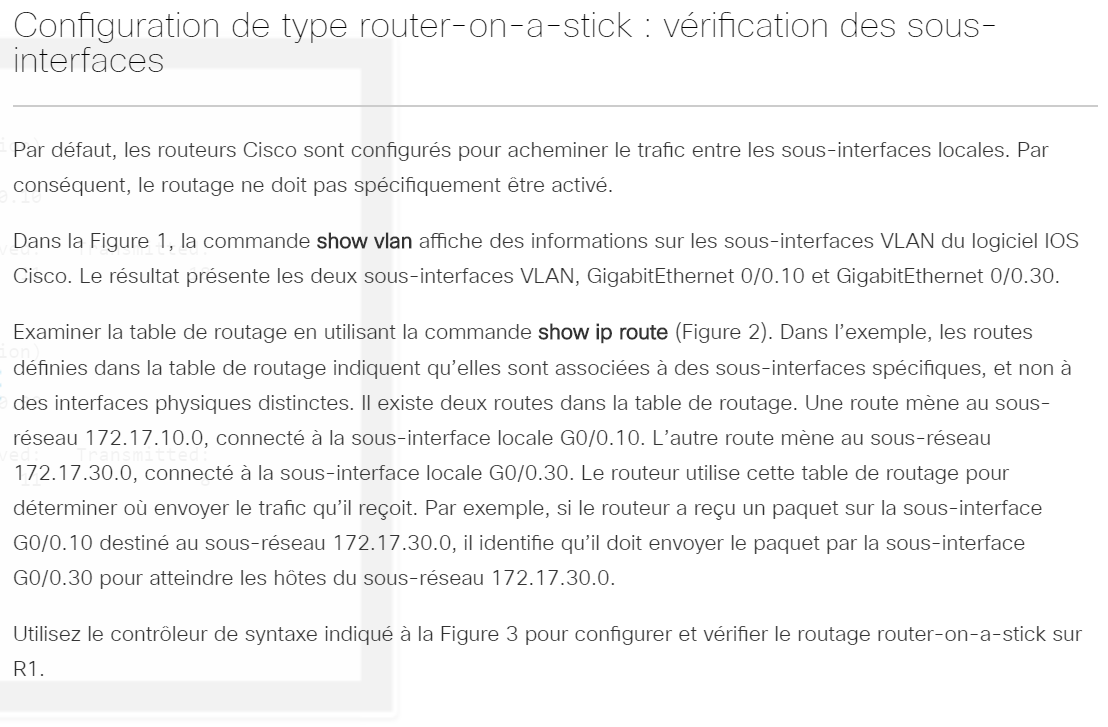 Configuration de type router-on-a-stick : vérification des sous-
interfaces
Par défaut, les routeurs Cisco sont configurés pour acheminer le trafic entre les sous-interfaces locales. Par
conséquent, le routage ne doit pas spécifiquement être activé.
Dans la Figure 1, la commande show vlan affiche des informations sur les sous-interfaces VLAN du logiciel IOS
Cisco. Le résultat présente les deux sous-interfaces VLAN, GigabitEthernet 0/0.10 et GigabitEthernet 0/0.30.
Examiner la table de routage en utilisant la commande show ip route (Figure 2). Dans l’exemple, les routes
définies dans la table de routage indiquent qu’elles sont associées à des sous-interfaces spécifiques, et non à
des interfaces physiques distinctes. Il existe deux routes dans la table de routage. Une route mène au sous-
réseau 172.17.10.0, connecté à la sous-interface locale G0/0.10. L’autre route mène au sous-réseau
172.17.30.0, connecté à la sous-interface locale G0/0.30. Le routeur utilise cette table de routage pour
déterminer où envoyer le trafic qu’il reçoit. Par exemple, si le routeur a reçu un paquet sur la sous-interface
G0/0.10 destiné au sous-réseau 172.17.30.0, il identifie qu’il doit envoyer le paquet par la sous-interface
G0/0.30 pour atteindre les hôtes du sous-réseau 172.17.30.0.
Utilisez le contrôleur de syntaxe indiqué à la Figure 3 pour configurer et vérifier le routage router-on-a-stick sur
R1.